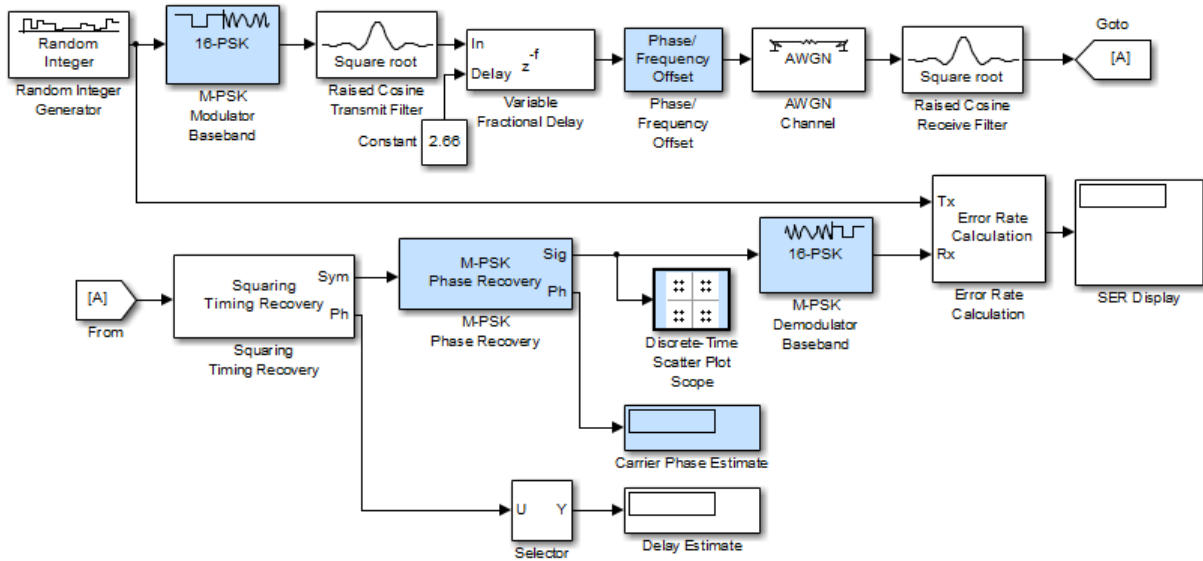 Random
Integer
Random Integer
Generator
16-PSK
M-PSK
Modulator
Baseband
Square root
Raised Cosine
Transmit Filter
Constant
2.66
In
Delay
z-f
Variable
Fractional Delay
Phase/
Frequency
Offset
Phase/
Frequency
Offset
AWGN
AWGN
Channel
Square root
Raised Cosine
Receive Filter
Goto
[A]
[A]
From
Squaring
Timing Recovery
Sym
Ph
Squaring
Timing Recovery
M-PSK
Phase Recovery
Sig
Ph
M-PSK
Phase Recovery
Discrete-Time
Scatter Plot
Scope
16-PSK
M-PSK
Demodulator
Baseband
Tx
Rx
Error Rate
Calculation
Error Rate
Calculation
SER Display
Carrier Phase Estimate
U
Y
Selector
Delay Estimate